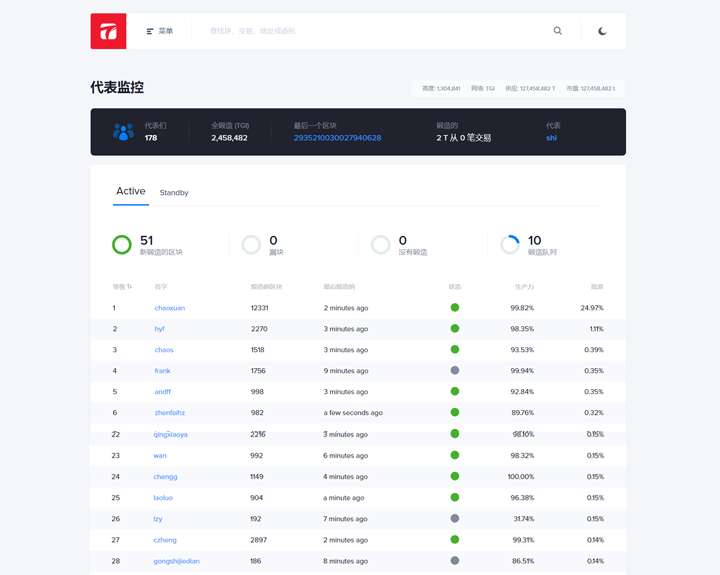 菜单 查找块、交易、地址或委托
代表监控
高度: 1,304,841 网络: TGI 供应: 127,458,482 T 市值: 127,458,482 t
代表们 全锻造 (TGI) 最后一个区块 锻造的 代表
178 2,458,482 2935210030027940628 2 T 从 0 笔交易 shi
Active Standby
51 0 0 10
新锻造的区块 漏块 没有锻造 锻造队列
等级 名字 锻造的区块 最后锻造的 状态 生产力 批准
1 chaoxuan 12331 2 minutes ago 99.82% 24.97%
2 hyf 2270 3 minutes ago 98.35% 1.11%
3 chaos 1518 3 minutes ago 93.53% 0.39%
4 frank 1756 9 minutes ago 99.94% 0.35%
5 andff 998 3 minutes ago 92.84% 0.35%
6 zhenfeihz 982 a few seconds ago 89.76% 0.32%
22 qingxiaoya 2216 3 minutes ago 98.10% 0.15%
23 wan 992 6 minutes ago 98.32% 0.15%
24 chengg 1149 4 minutes ago 100.00% 0.15%
25 laoluo 904 a minute ago 96.38% 0.15%
26 lzy 192 7 minutes ago 31.74% 0.15%
27 czheng 2897 2 minutes ago 99.31% 0.14%
28 gongshijiedian 186 8 minutes ago 86.51% 0.14%